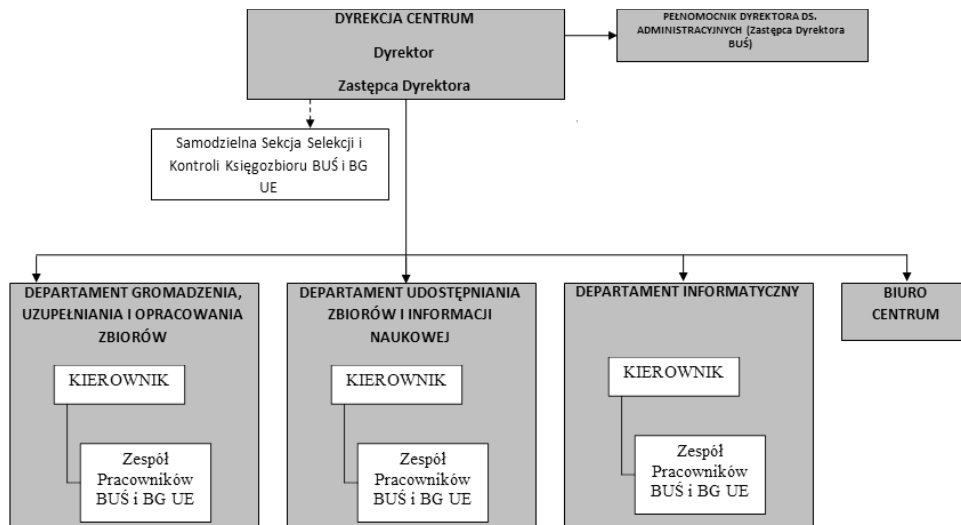 DYREKCJA CENTRUM
Dyrektor
Zastępca Dyrektora
PEŁNOMOCNIK DYREKTORA DS.
ADMINISTRACYJNYCH (Zastępca Dyrektora
BUŚ)
Samodzielna Sekcja Selekcji i
Kontroli Księgozbioru BUŚ i BG
UE
DEPARTAMENT GROMADZENIA,
UZUPEŁNIANIA I OPRACOWANIA
ZBIORÓW
KIEROWNIK
Zespół
Pracowników
BUŚ i BG UE
DEPARTAMENT UDOSTĘPNIANIA
ZBIORÓW I INFORMACJI
NAUKOWEJ
KIEROWNIK
Zespół
Pracowników
BUŚ i BG UE
DEPARTAMENT INFORMATYCZNY
KIEROWNIK
Zespół
Pracowników
BUŚ i BG UE
BIURO
CENTRUM